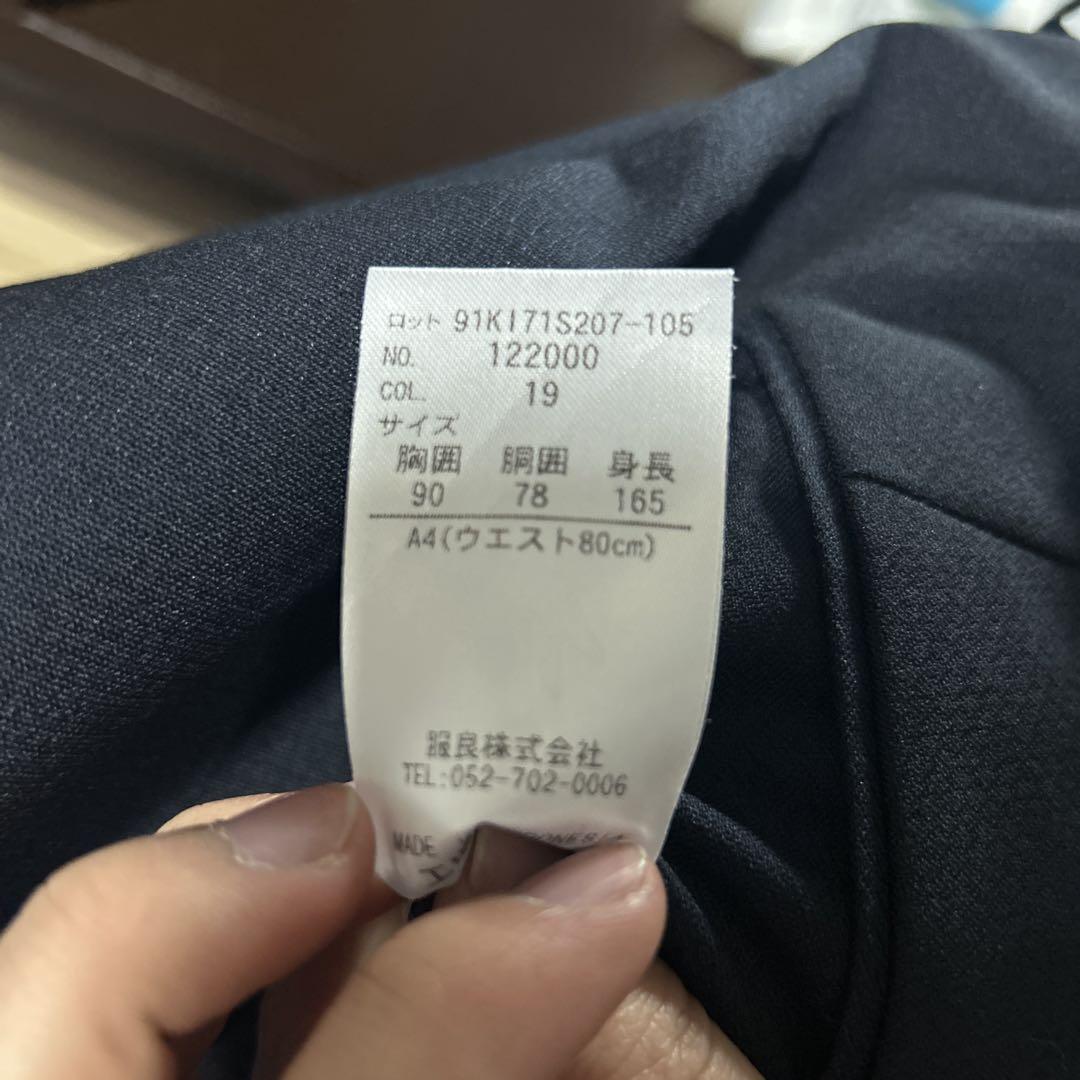 ロット 91KI71S207-105
NO. 122000
COL. 19
サイズ
胸囲 胴囲 身長
90 78 165
A4(ウエスト80cm)
服良株式会社
TEL:052-702-0006
MADE